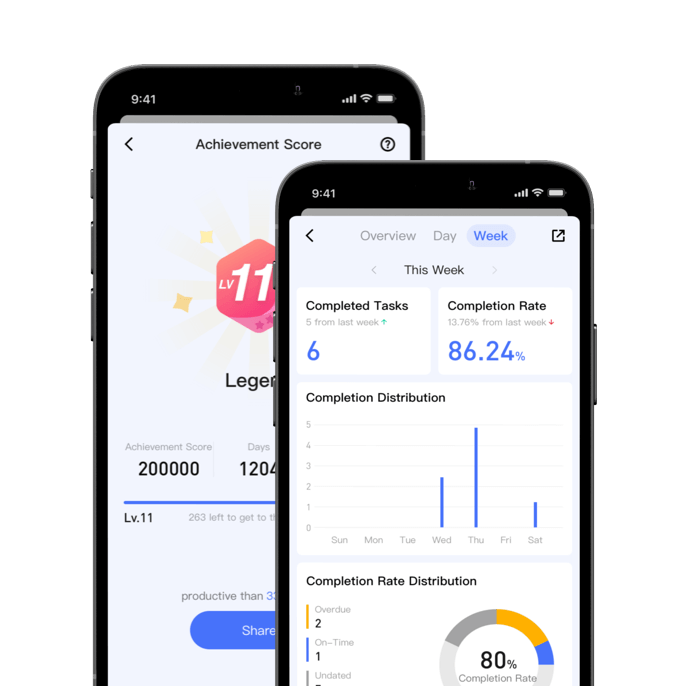 9:41
Achievement Score
LV 11
Achievement Score
200000
Days
Lv.11
263 left to get to
productive than
Share
9:41
Overview Day Week
This Week
Completed Tasks
5 from last week
6
Completion Rate
13.76% from last week
86.24%
Completion Distribution
5
4
3
2
1
0
Sun Mon Tue Wed Thu Fri Sat
Completion Rate Distribution
Overdue
2
On-Time
1
Undated
80%
Completion Rate